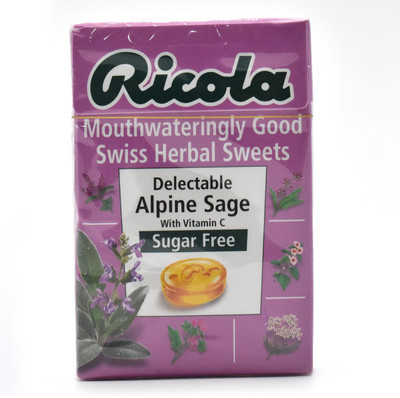 Ricola
Mouthwateringly Good
Swiss Herbal Sweets
Delectable
Alpine Sage
With Vitamin C
Sugar Free